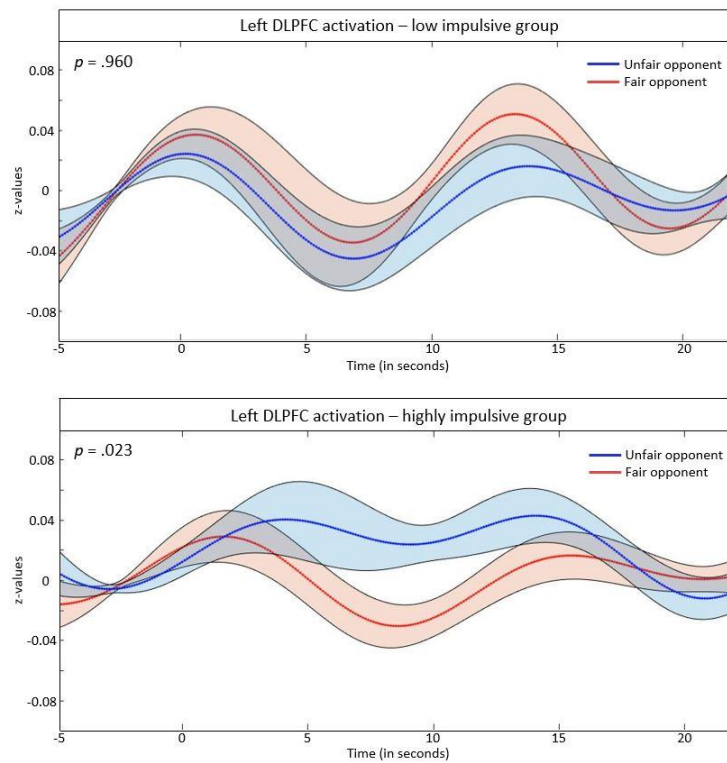 Left DLPFC activation – low impulsive group
p = .960
Unfair opponent
Fair opponent
0.08
0.04
0
-0.04
-0.08
z-values
-5 0 5 10 15 20
Time (in seconds)
Left DLPFC activation – highly impulsive group
p = .023
Unfair opponent
Fair opponent
0.08
0.04
0
-0.04
-0.08
z-values
-5 0 5 10 15 20
Time (in seconds)